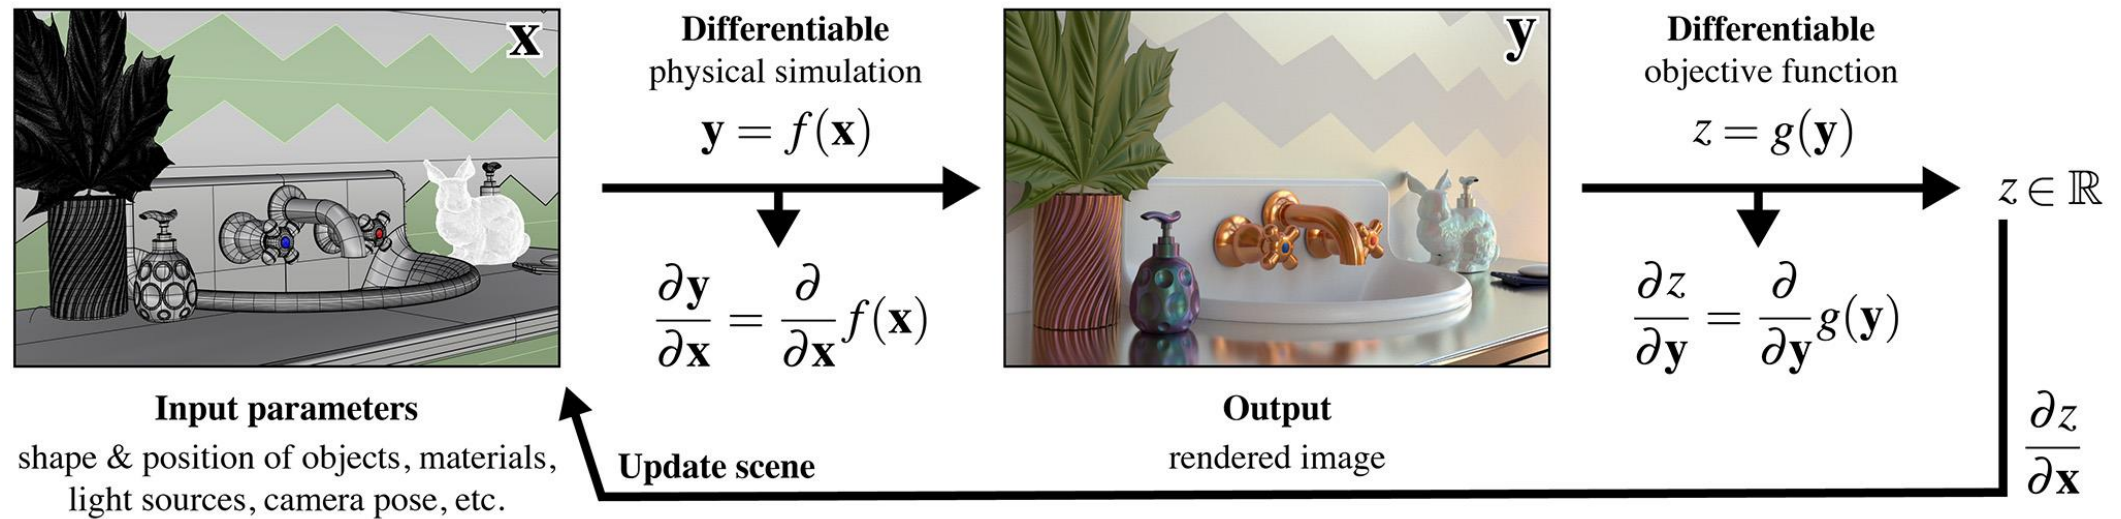 x
Differentiable
physical simulation
y = f(x)
∂y/∂x = ∂/∂x f(x)
y
Differentiable
objective function
z = g(y)
z ∈ ℝ
∂z/∂y = ∂/∂y g(y)
Input parameters
shape & position of objects, materials,
light sources, camera pose, etc.
Output
rendered image
Update scene
∂z/∂x